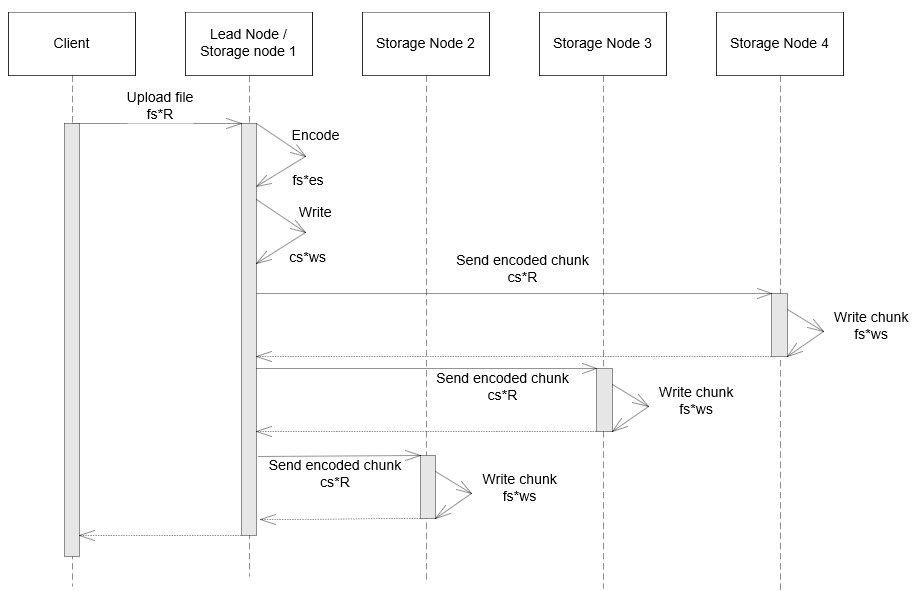 Client
Lead Node /
Storage node 1
Storage Node 2
Storage Node 3
Storage Node 4
Upload file
fs*R
Encode
fs*es
Write
cs*ws
Send encoded chunk
cs*R
Write chunk
fs*ws
Send encoded chunk
cs*R
Write chunk
fs*ws
Send encoded chunk
cs*R
Write chunk
fs*ws